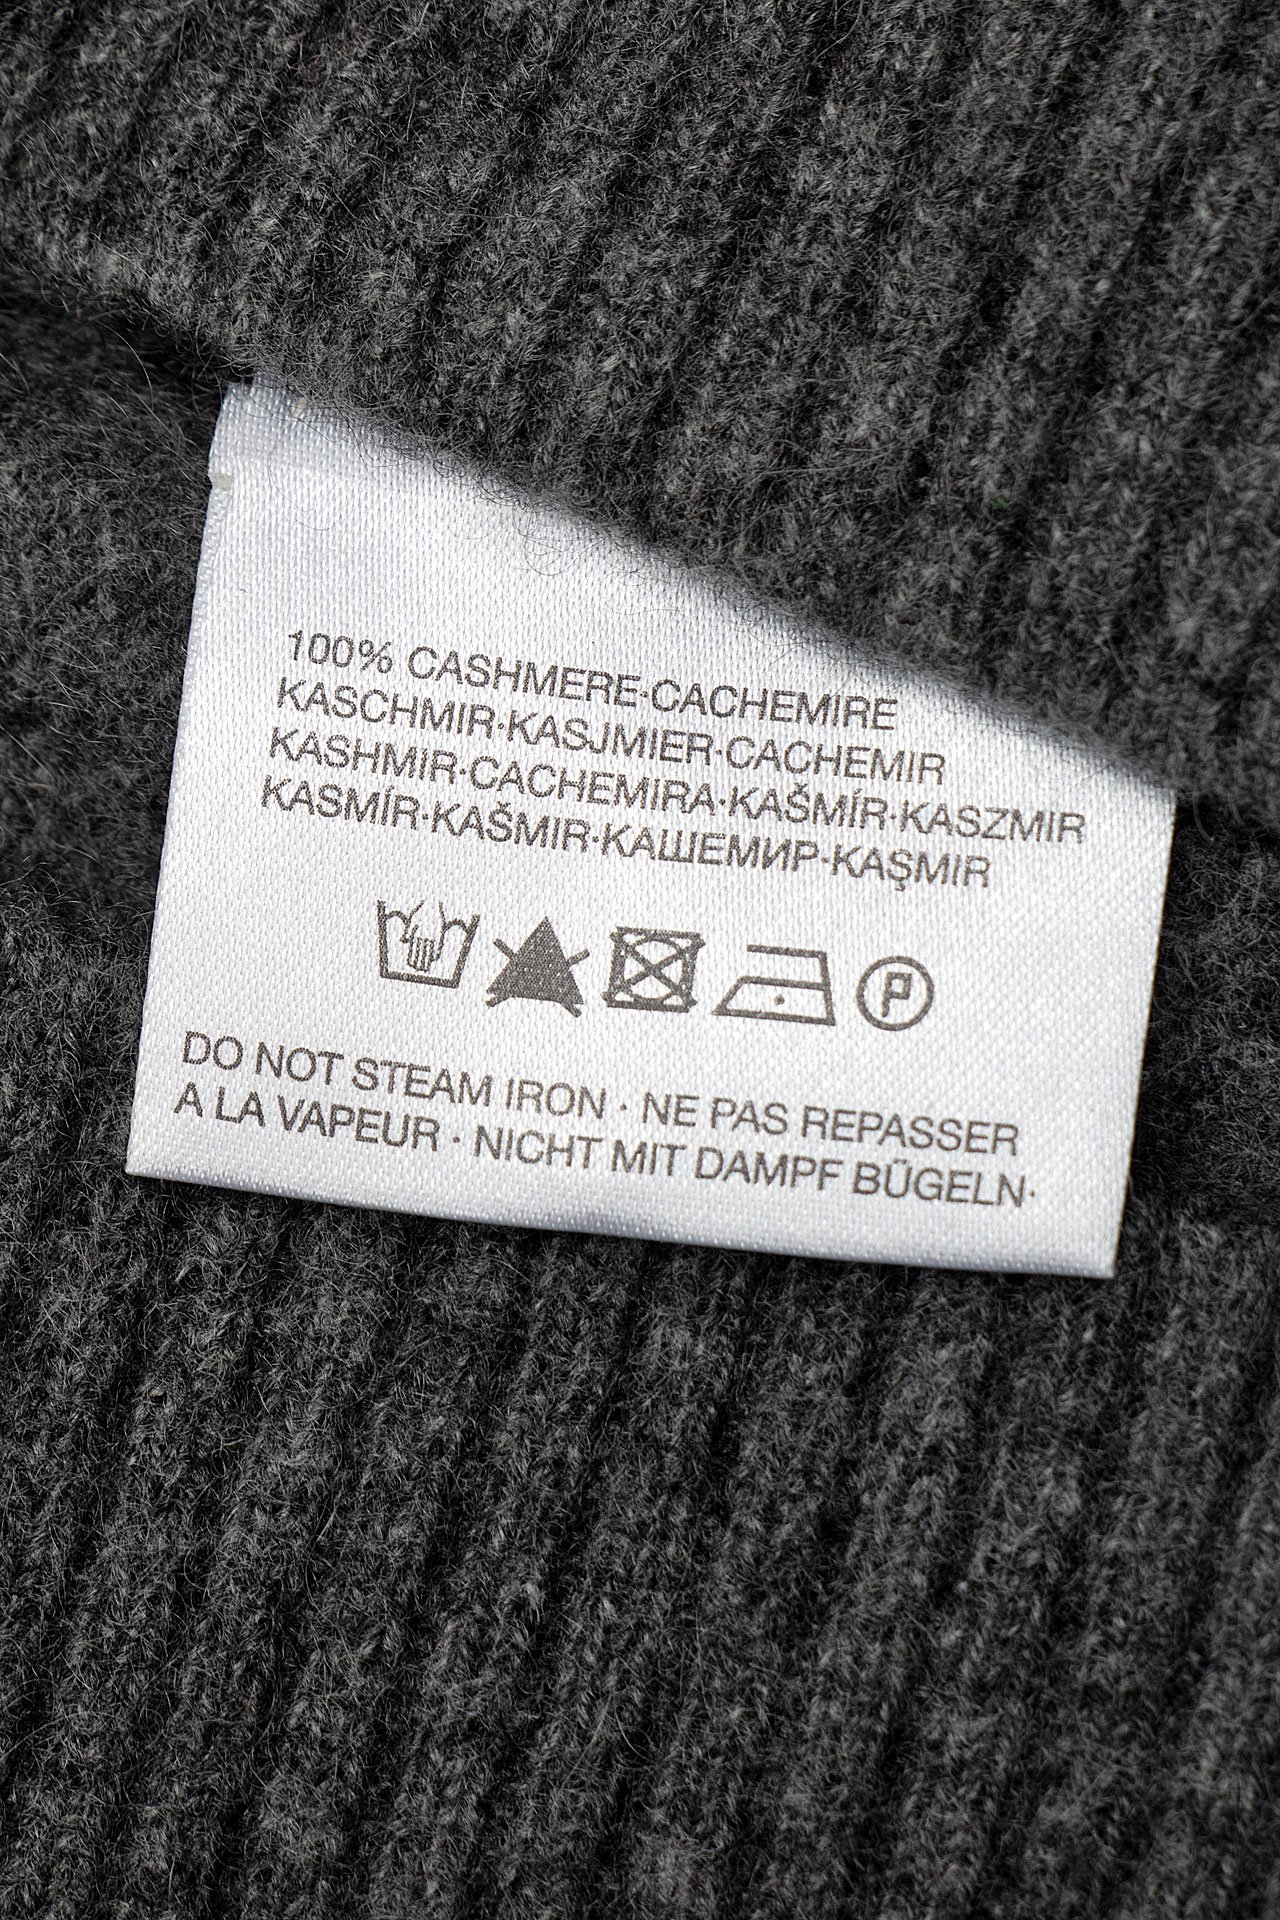 100% CASHMERE·CACHEMIRE
KASCHMIR·KASJMIER·CACHEMIR
KASHMIR·CACHEMIRA·KAŠMÍR·KASZMIR
KASMÍR·KAŠMIR·КАШЕМИР·KAŞMIR
P
DO NOT STEAM IRON · NE PAS REPASSER
A LA VAPEUR · NICHT MIT DAMPF BÜGELN·